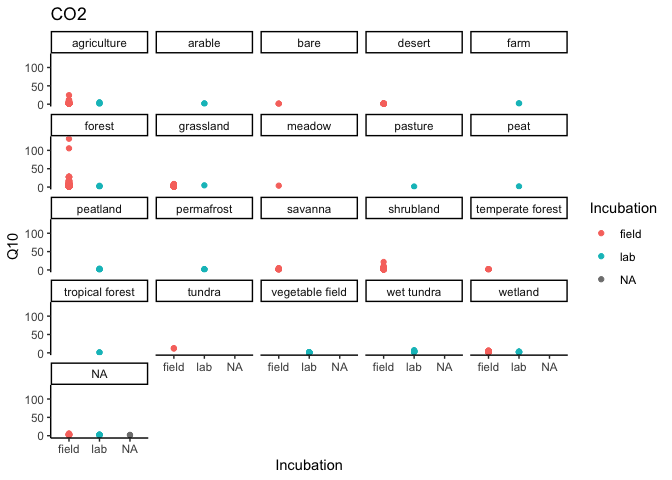 CO2
agriculture arable bare desert farm
100
50
0
forest grassland meadow pasture peat
100
50
0
peatland permafrost savanna shrubland temperate forest
100
50
0
tropical forest tundra vegetable field wet tundra wetland
100
50
0
field lab NA field lab NA field lab NA field lab NA
NA
100
50
0
field lab NA
Incubation
Q10
Incubation
field
lab
NA